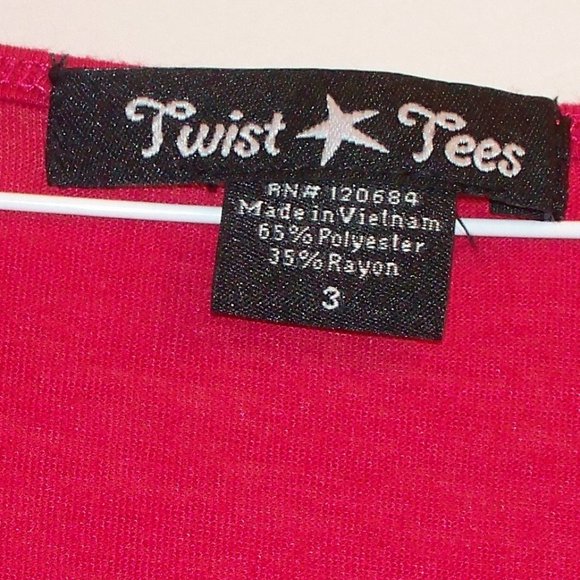 Twist Tees
RN# 120684
Made in Vietnam
65% Polyester
35% Rayon
3